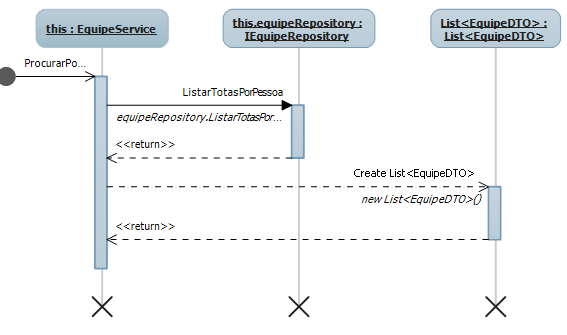 this : EquipeService
this.equipeRepository :
IEquipeRepository
List<EquipeDTO> :
List<EquipeDTO>
ProcurarPo...
ListarTotasPorPessoa
equipeRepository.ListarTotasPor...
<<return>>
Create List<EquipeDTO>
new List<EquipeDTO>()
<<return>>